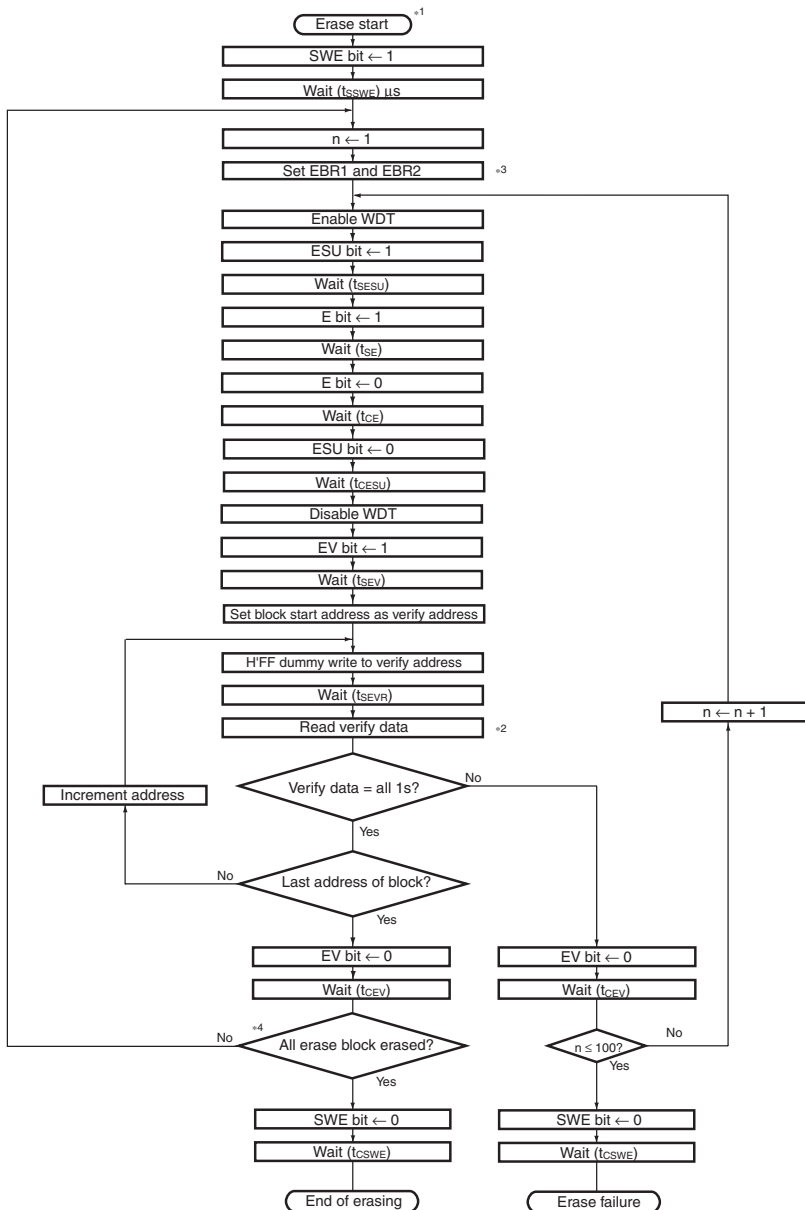 Erase start
*1
SWE bit ← 1
Wait (tSSWE) μs
n ← 1
Set EBR1 and EBR2
*3
Enable WDT
ESU bit ← 1
Wait (tSESU)
E bit ← 1
Wait (tSE)
E bit ← 0
Wait (tCE)
ESU bit ← 0
Wait (tCESU)
Disable WDT
EV bit ← 1
Wait (tSEV)
Set block start address as verify address
H'FF dummy write to verify address
Wait (tSEVR)
Read verify data
*2
n ← n + 1
Increment address
Verify data = all 1s?
No
Yes
No
Last address of block?
Yes
EV bit ← 0
EV bit ← 0
Wait (tCEV)
Wait (tCEV)
No
*4
All erase block erased?
Yes
n ≤ 100?
No
Yes
SWE bit ← 0
SWE bit ← 0
Wait (tCSWE)
Wait (tCSWE)
End of erasing
Erase failure